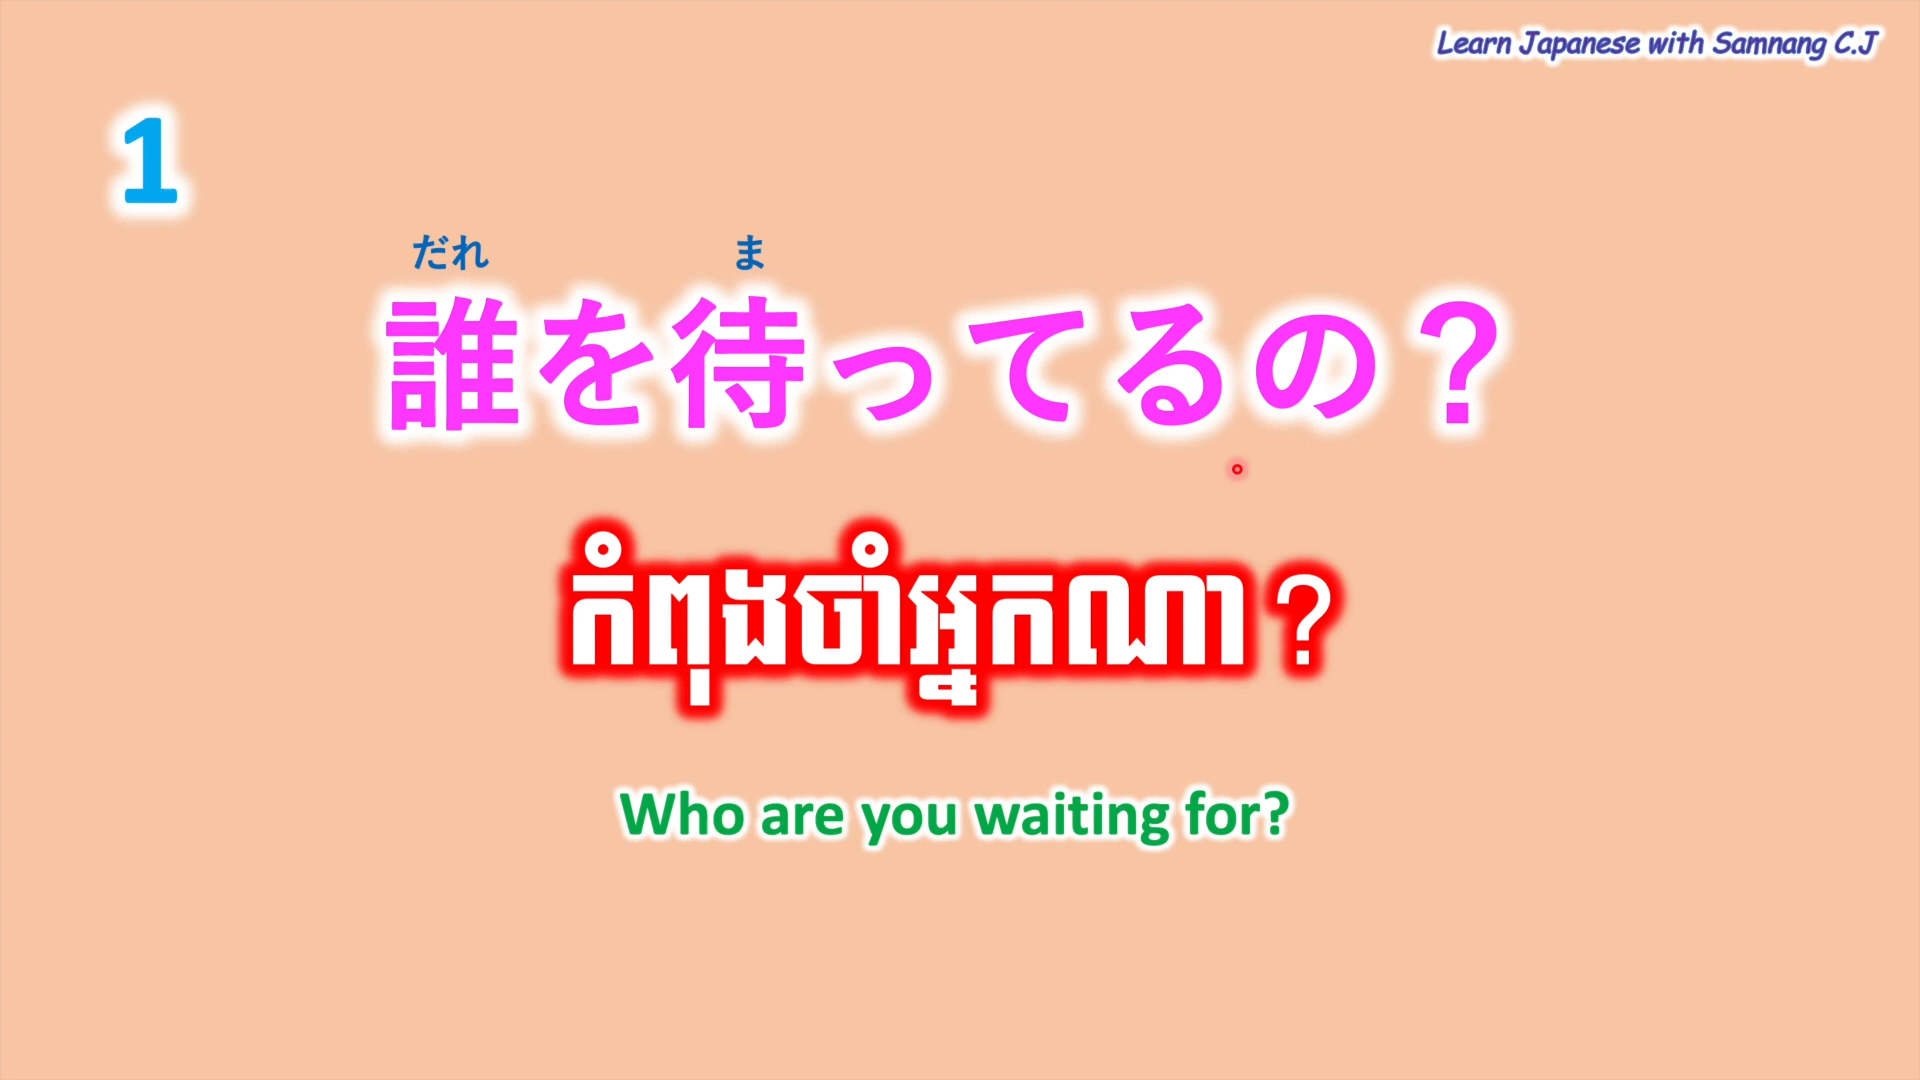 Learn Japanese with Samnang C.J
1
だれ ま
誰を待ってるの？
កំពុងចាំអ្នកណា?
Who are you waiting for?